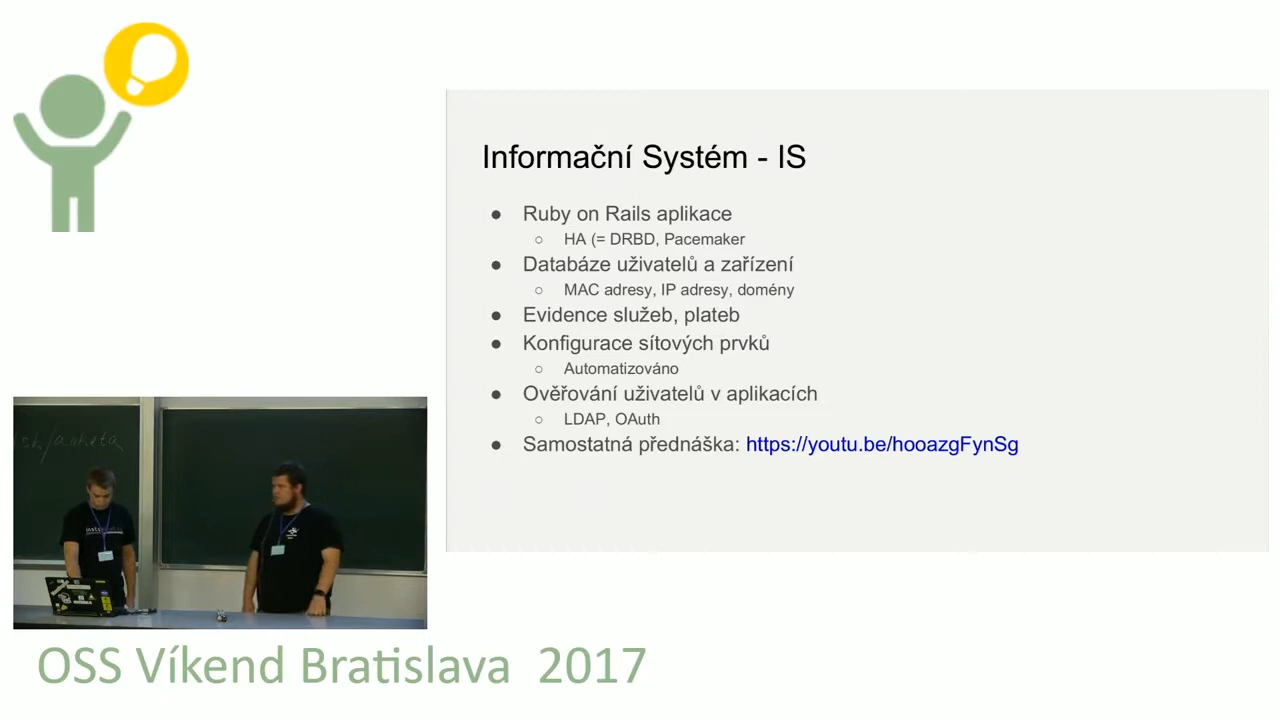 Informační Systém - IS
● Ruby on Rails aplikace
○ HA (= DRBD, Pacemaker
● Databáze uživatelů a zařízení
○ MAC adresy, IP adresy, domény
● Evidence služeb, plateb
● Konfigurace sítových prvků
○ Automatizováno
● Ověřování uživatelů v aplikacích
○ LDAP, OAuth
● Samostatná přednáška: https://youtu.be/hooazgFynSg
/anketa
OSS Víkend Bratislava 2017